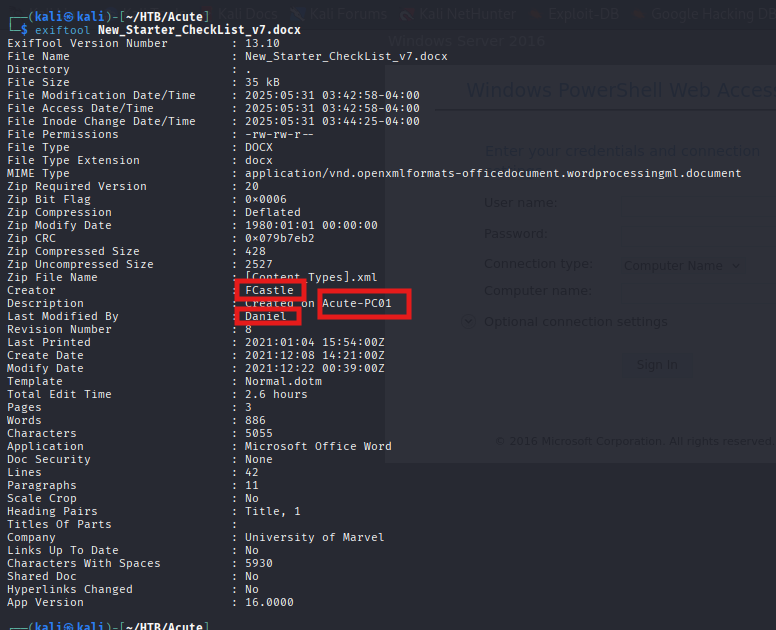 Kali Docs Kali Forums Kali NetHunter Exploit-DB Google Hacking DB
┌──(kali㉿kali)-[~/HTB/Acute]
└─$ exiftool New_Starter_CheckList_v7.docx
ExifTool Version Number : 13.10
File Name : New_Starter_CheckList_v7.docx
Directory : .
File Size : 35 kB
File Modification Date/Time : 2025:05:31 03:42:58-04:00
File Access Date/Time : 2025:05:31 03:42:58-04:00
File Inode Change Date/Time : 2025:05:31 03:44:25-04:00
File Permissions : -rw-rw-r--
File Type : DOCX
File Type Extension : docx
MIME Type : application/vnd.openxmlformats-officedocument.wordprocessingml.document
Zip Required Version : 20
Zip Bit Flag : 0x0006
Zip Compression : Deflated
Zip Modify Date : 1980:01:01 00:00:00
Zip CRC : 0x079b7eb2
Zip Compressed Size : 428
Zip Uncompressed Size : 2527
Zip File Name : [Content_Types].xml
Creator : FCastle
Description : Created on Acute-PC01
Last Modified By : Daniel
Revision Number : 8
Last Printed : 2021:01:04 15:54:00Z
Create Date : 2021:12:08 14:21:00Z
Modify Date : 2021:12:22 00:39:00Z
Template : Normal.dotm
Total Edit Time : 2.6 hours
Pages : 3
Words : 886
Characters : 5055
Application : Microsoft Office Word
Doc Security : None
Lines : 42
Paragraphs : 11
Scale Crop : No
Heading Pairs : Title, 1
Titles Of Parts :
Company : University of Marvel
Links Up To Date : No
Characters With Spaces : 5930
Shared Doc : No
Hyperlinks Changed : No
App Version : 16.0000
┌──(kali㉿kali)-[~/HTB/Acute]
Windows Server 2016
Windows PowerShell Web Access
Enter your credentials and connection
User name:
Password:
Connection type: Computer Name
Computer name:
Optional connection settings
Sign In
© 2016 Microsoft Corporation. All rights reserved